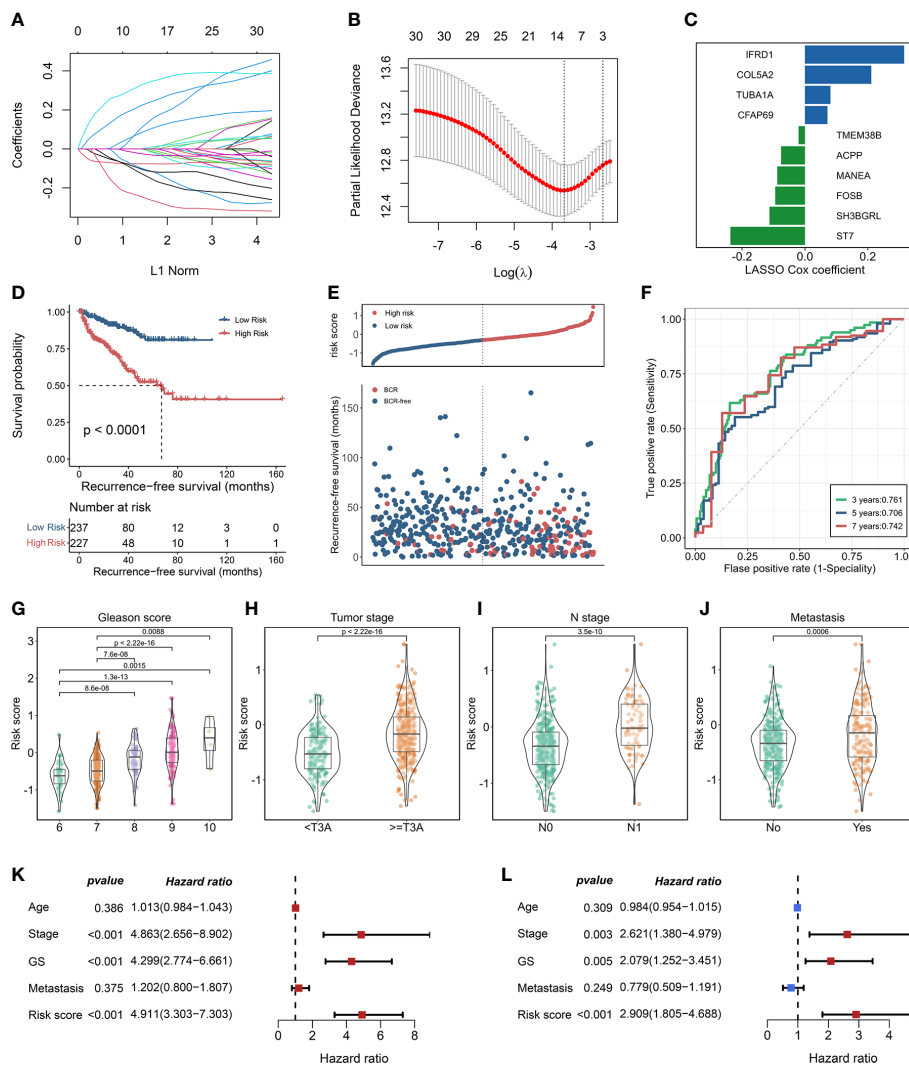 A
0 10 17 25 30
Coefficients
0.4
0.2
0.0
-0.2
0 1 2 3 4
L1 Norm
B
30 30 29 25 21 14 7 3
Partial Likelihood Deviance
13.6
13.2
12.8
12.4
-7 -6 -5 -4 -3
Log(λ)
C
IFRD1
COL5A2
TUBA1A
CFAP69
TMEM38B
ACPP
MANEA
FOSB
SH3BGRL
ST7
-0.2 0.0 0.2
LASSO Cox coefficient
D
Survival probability
1.00
0.75
0.50
0.25
0.00
Low Risk
High Risk
p < 0.0001
0 40 80 120 160
Recurrence-free survival (months)
Number at risk
Low Risk 237 80 12 3 0
High Risk 227 48 10 1 1
0 40 80 120 160
Recurrence-free survival (months)
E
risk score
1
0
-1
High risk
Low risk
Recurrence-free survival (months)
150
100
50
0
BCR
BCR-free
F
True positive rate (Sensitivity)
1.00
0.75
0.50
0.25
0.00
3 years:0.761
5 years:0.706
7 years:0.742
0.00 0.25 0.50 0.75 1.00
Flase positive rate (1-Speciality)
G
Gleason score
0.0088
p < 2.22e-16
7.6e-08
0.0015
1.3e-13
8.6e-08
Risk score
3
2
1
0
-1
6 7 8 9 10
H
Tumor stage
p < 2.22e-16
Risk score
1
0
-1
<T3A >=T3A
I
N stage
3.5e-10
Risk score
1
0
-1
N0 N1
J
Metastasis
0.0006
Risk score
1
0
-1
No Yes
K
pvalue Hazard ratio
Age 0.386 1.013(0.984-1.043)
Stage <0.001 4.863(2.656-8.902)
GS <0.001 4.299(2.774-6.661)
Metastasis 0.375 1.202(0.800-1.807)
Risk score <0.001 4.911(3.303-7.303)
0 2 4 6 8
Hazard ratio
L
pvalue Hazard ratio
Age 0.309 0.984(0.954-1.015)
Stage 0.003 2.621(1.380-4.979)
GS 0.005 2.079(1.252-3.451)
Metastasis 0.249 0.779(0.509-1.191)
Risk score <0.001 2.909(1.805-4.688)
0 1 2 3 4
Hazard ratio